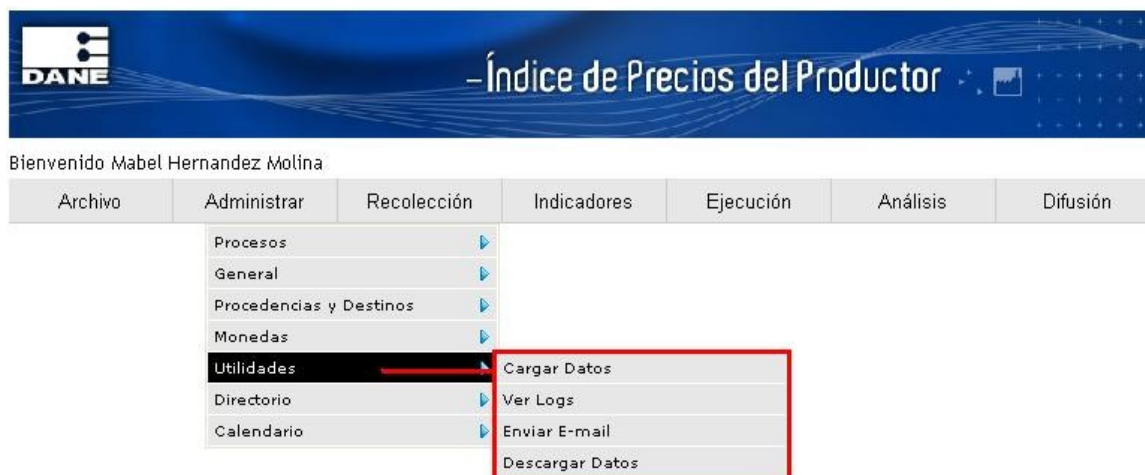 DANE
–Índice de Precios del Productor
Bienvenido Mabel Hernandez Molina
Archivo Administrar Recolección Indicadores Ejecución Análisis Difusión
Procesos
General
Procedencias y Destinos
Monedas
Utilidades Cargar Datos
Directorio Ver Logs
Calendario Enviar E-mail
Descargar Datos